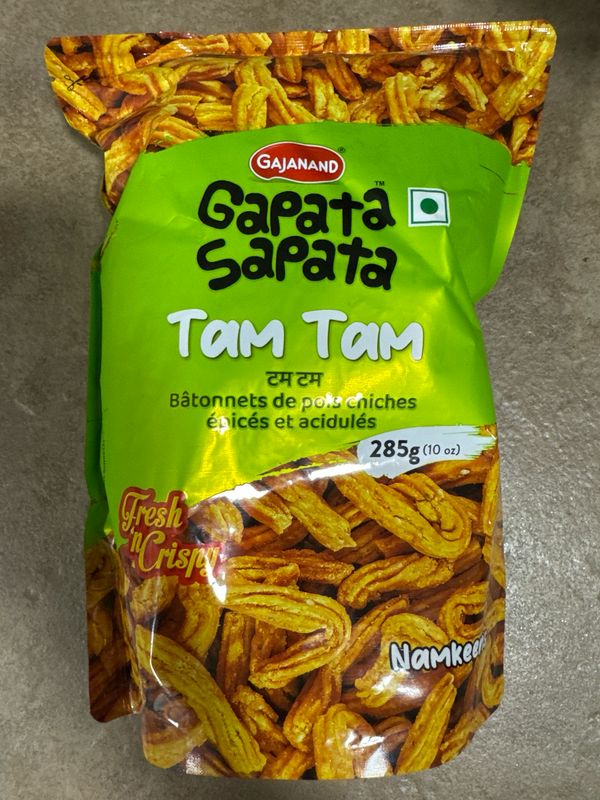 GAJANAND®
Gapata™
Sapata
Tam Tam
टम टम
Bâtonnets de pois chiches
épicés et acidulés
285g (10 oz)
Fresh
'n
Crispy
Namkeen